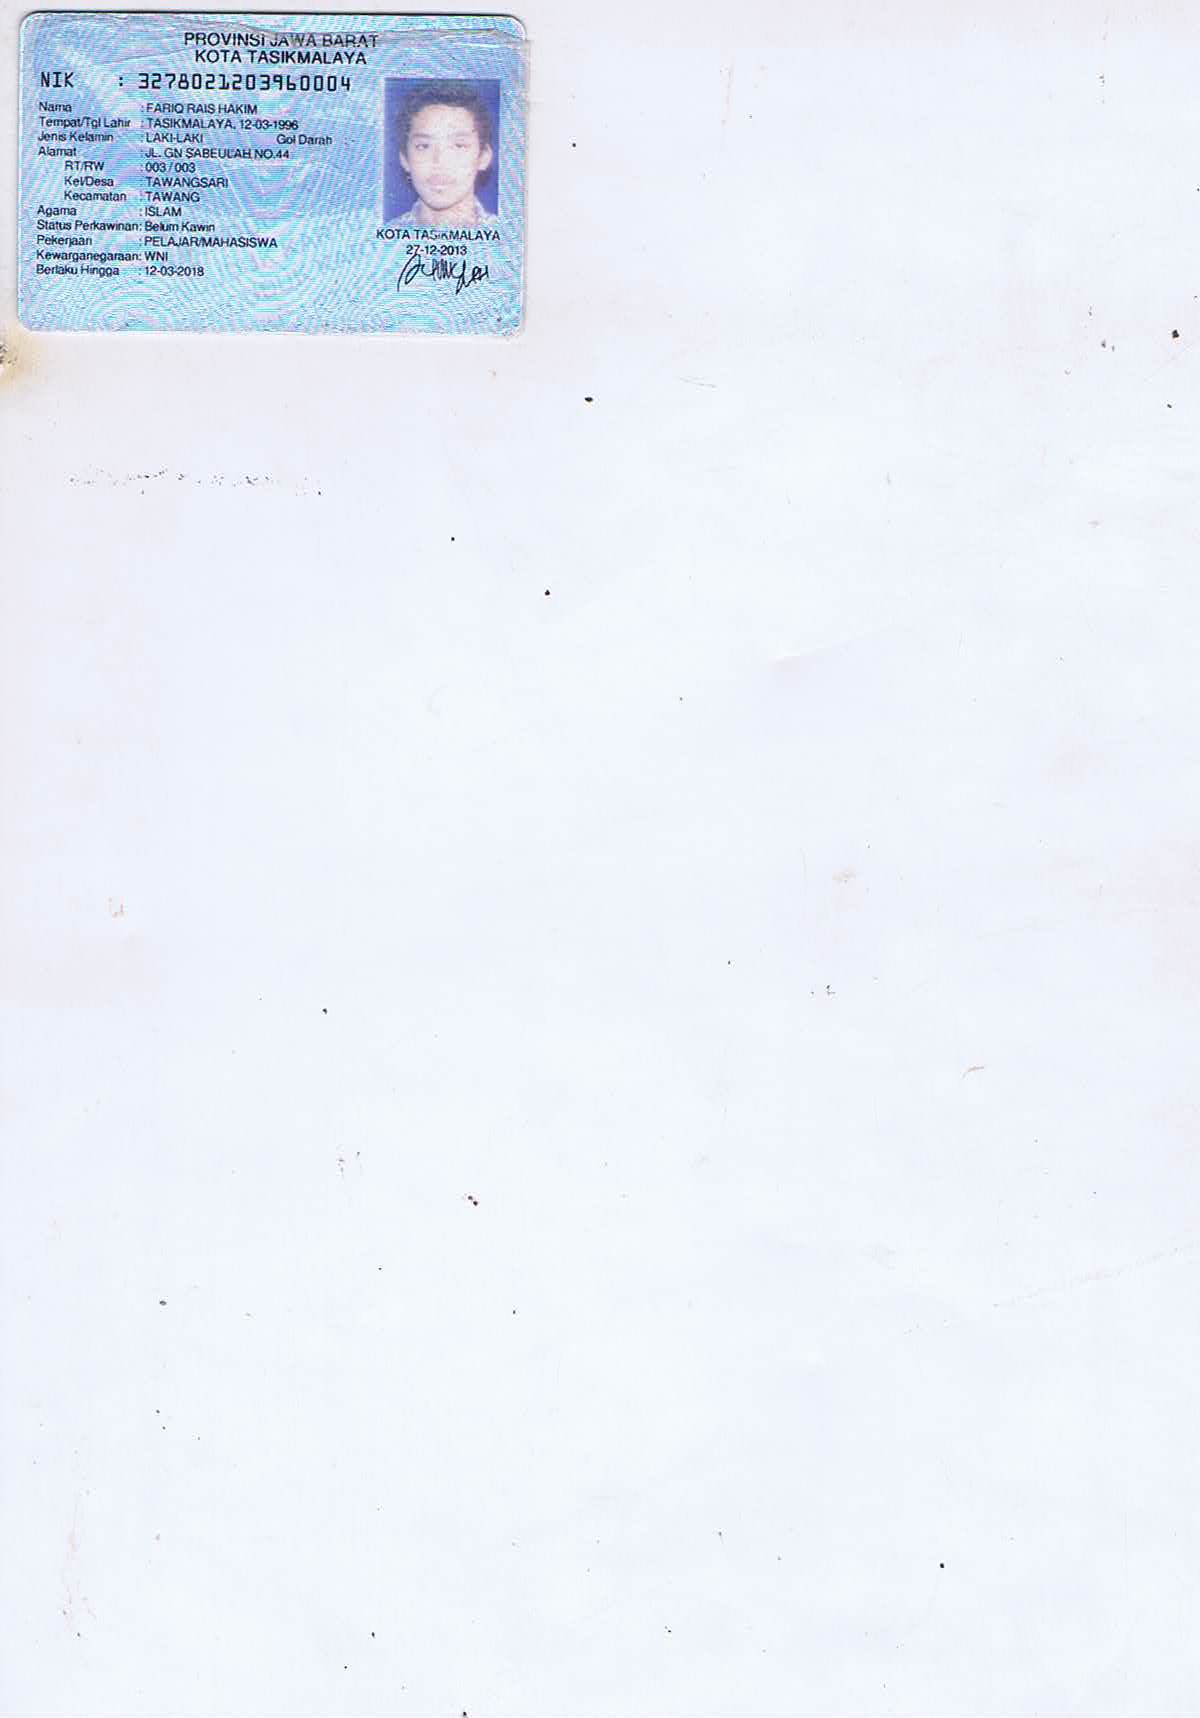 PROVINSI JAWA BARAT
KOTA TASIKMALAYA
NIK : 3278021203960004
Nama : FARIQ RAIS HAKIM
Tempat/Tgl Lahir : TASIKMALAYA, 12-03-1996
Jenis Kelamin : LAKI-LAKI Gol Darah : -
Alamat : JL. GN SABEULAH NO.44
RT/RW : 003 / 003
Kel/Desa : TAWANGSARI
Kecamatan : TAWANG
Agama : ISLAM
Status Perkawinan: Belum Kawin
Pekerjaan : PELAJAR/MAHASISWA
Kewarganegaraan: WNI
Berlaku Hingga : 12-03-2018
KOTA TASIKMALAYA
27-12-2013